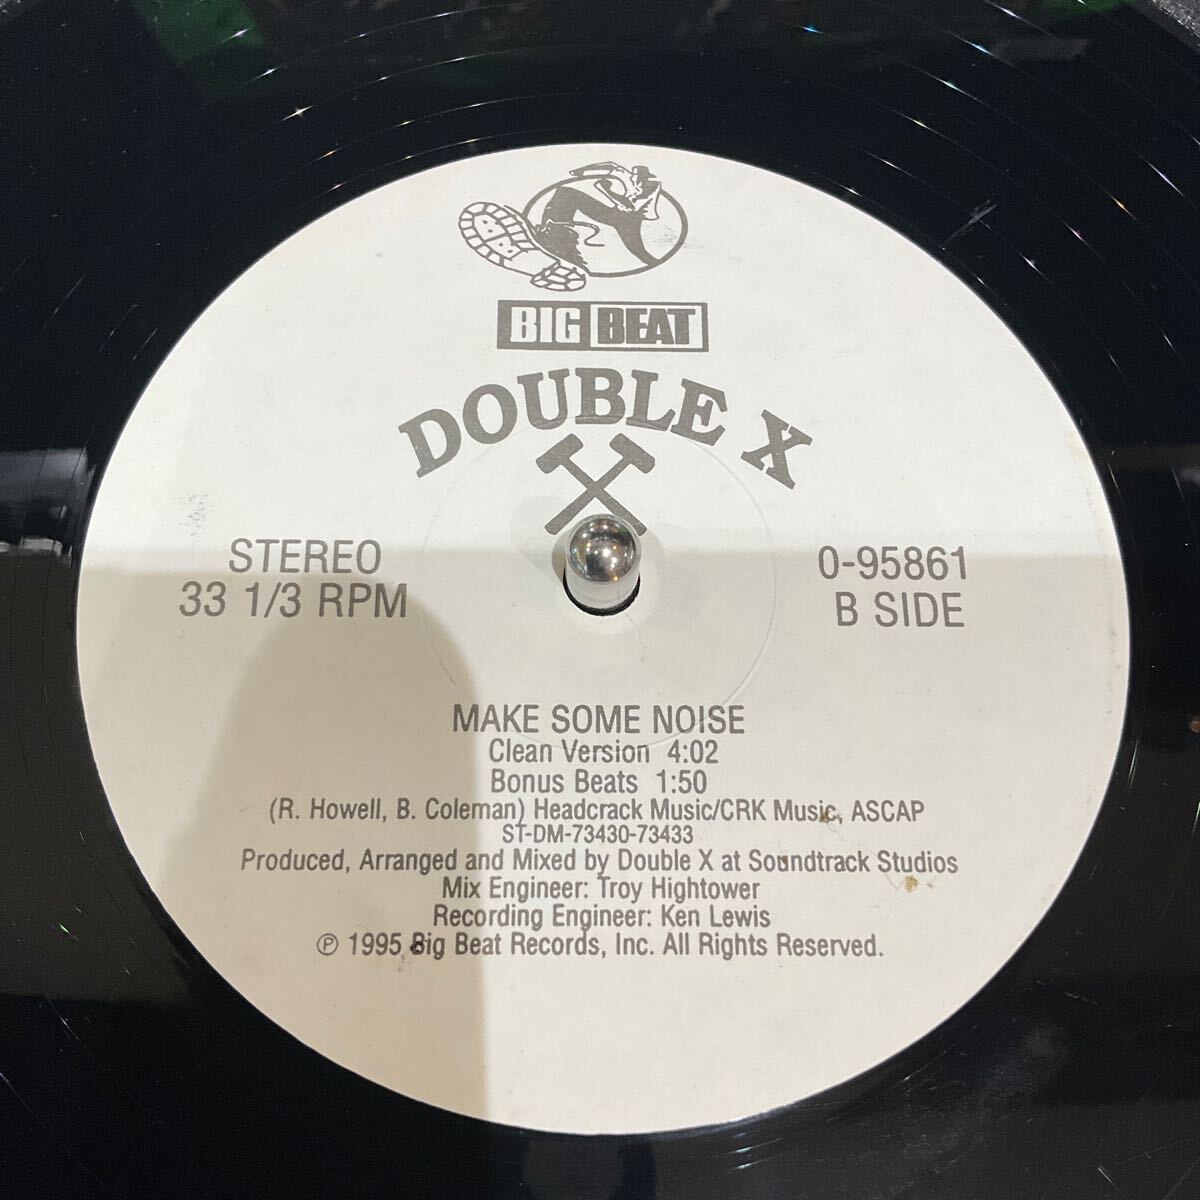 BIG BEAT
DOUBLE X
STEREO
33 1/3 RPM
0-95861
B SIDE
MAKE SOME NOISE
Clean Version 4:02
Bonus Beats 1:50
(R. Howell, B. Coleman) Headcrack Music/CRK Music, ASCAP
ST-DM-73430-73433
Produced, Arranged and Mixed by Double X at Soundtrack Studios
Mix Engineer: Troy Hightower
Recording Engineer: Ken Lewis
℗ 1995 Big Beat Records, Inc. All Rights Reserved.